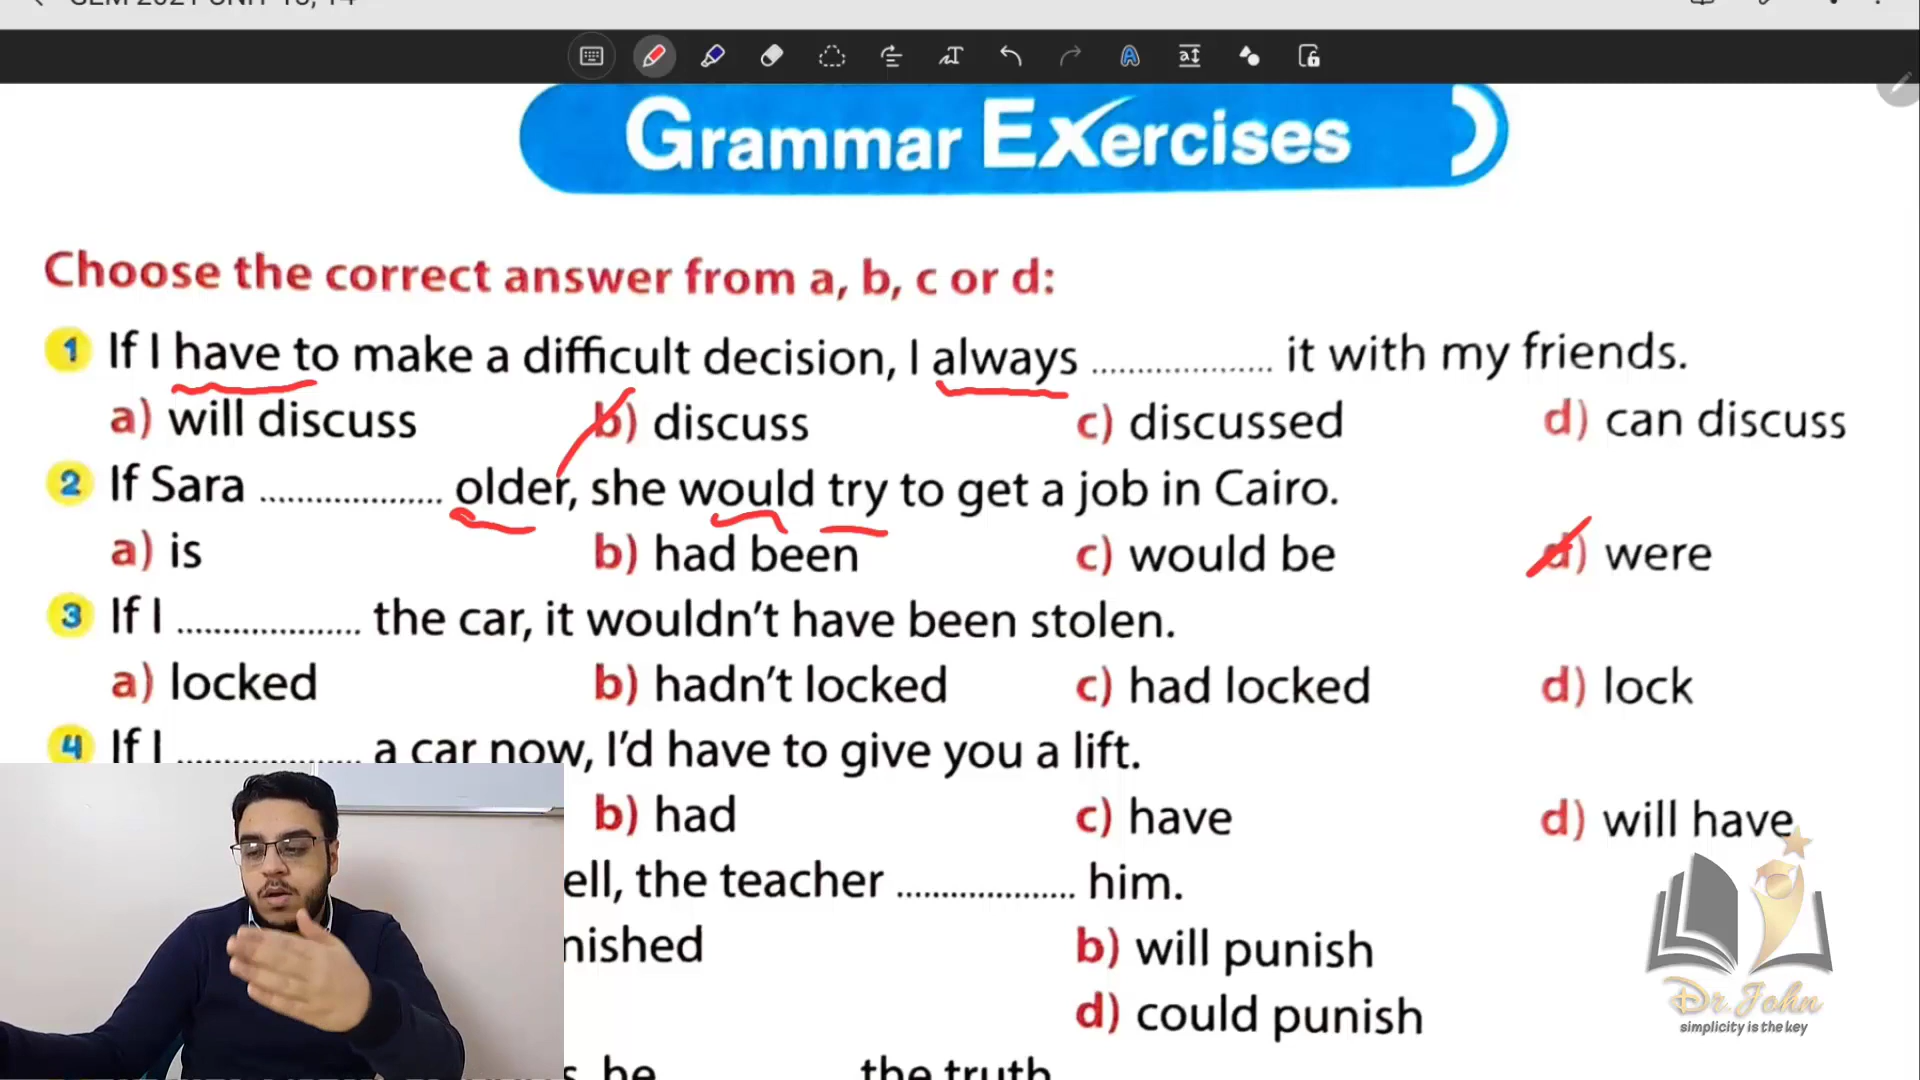 Grammar Exercises
Choose the correct answer from a, b, c or d:
1 If I have to make a difficult decision, I always .................... it with my friends.
a) will discuss b) discuss c) discussed d) can discuss
2 If Sara .................... older, she would try to get a job in Cairo.
a) is b) had been c) would be d) were
3 If I .................... the car, it wouldn't have been stolen.
a) locked b) hadn't locked c) had locked d) lock
4 If I .................... a car now, I'd have to give you a lift.
b) had c) have d) will have
ell, the teacher .................... him.
nished b) will punish
d) could punish
he the truth
Dr.John
simplicity is the key